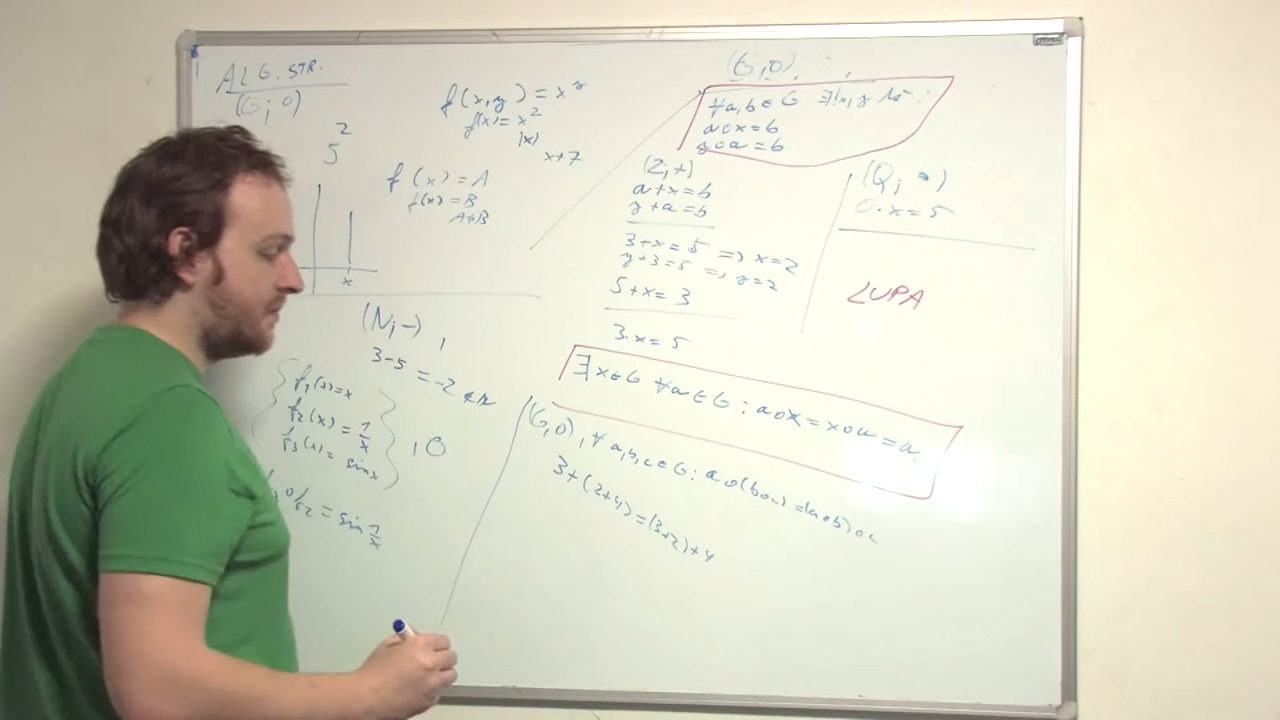 ALG. STR.
(G; o)
2
5
x
f(x,y) = x^y
f(x) = x²
|x|
x+7
f(x) = A
f(x) = B
A≠B
(N; -)
3-5 = -2 ∉N
f₁(x)=x
f₂(x) = 1/x
f₃(x) = sin x
, o
f₃ o f₂ = sin 1/x
(G, o),
∀a,b ∈ G ∃!x,y
a o x = b
y o a = b
(Z; +)
a + x = b
y + a = b
3 + x = 5 => x = 2
y + 3 = 5 => y = 2
5 + x = 3
3 · x = 5
(Q; ·)
0 · x = 5
LUPA
∃ x ∈ G ∀a ∈ G : a o x = x o a = a
(G, o), ∀ a,b,c ∈ G : a o (b o c) = (a o b) o c
3 + (2+4) = (3+2) + 4